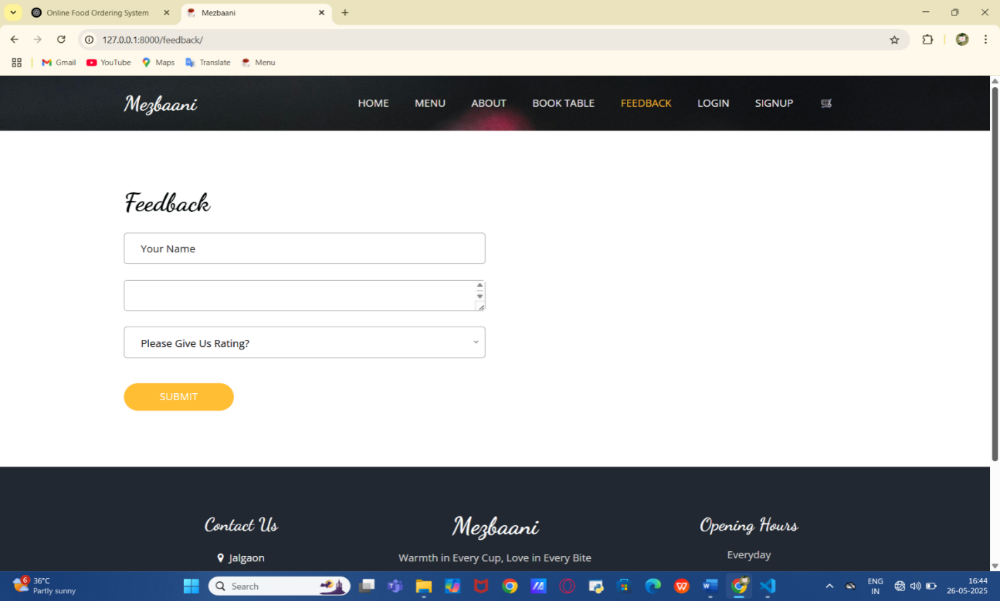 Online Food Ordering System
Mezbaani
127.0.0.1:8000/feedback/
Gmail
YouTube
Maps
Translate
Menu
Mezbaani
HOME
MENU
ABOUT
BOOK TABLE
FEEDBACK
LOGIN
SIGNUP
Feedback
Your Name
Please Give Us Rating?
SUBMIT
Contact Us
Jalgaon
Mezbaani
Warmth in Every Cup, Love in Every Bite
Opening Hours
Everyday
6
36°C
Partly sunny
Search
ENG
IN
16:44
26-05-2025